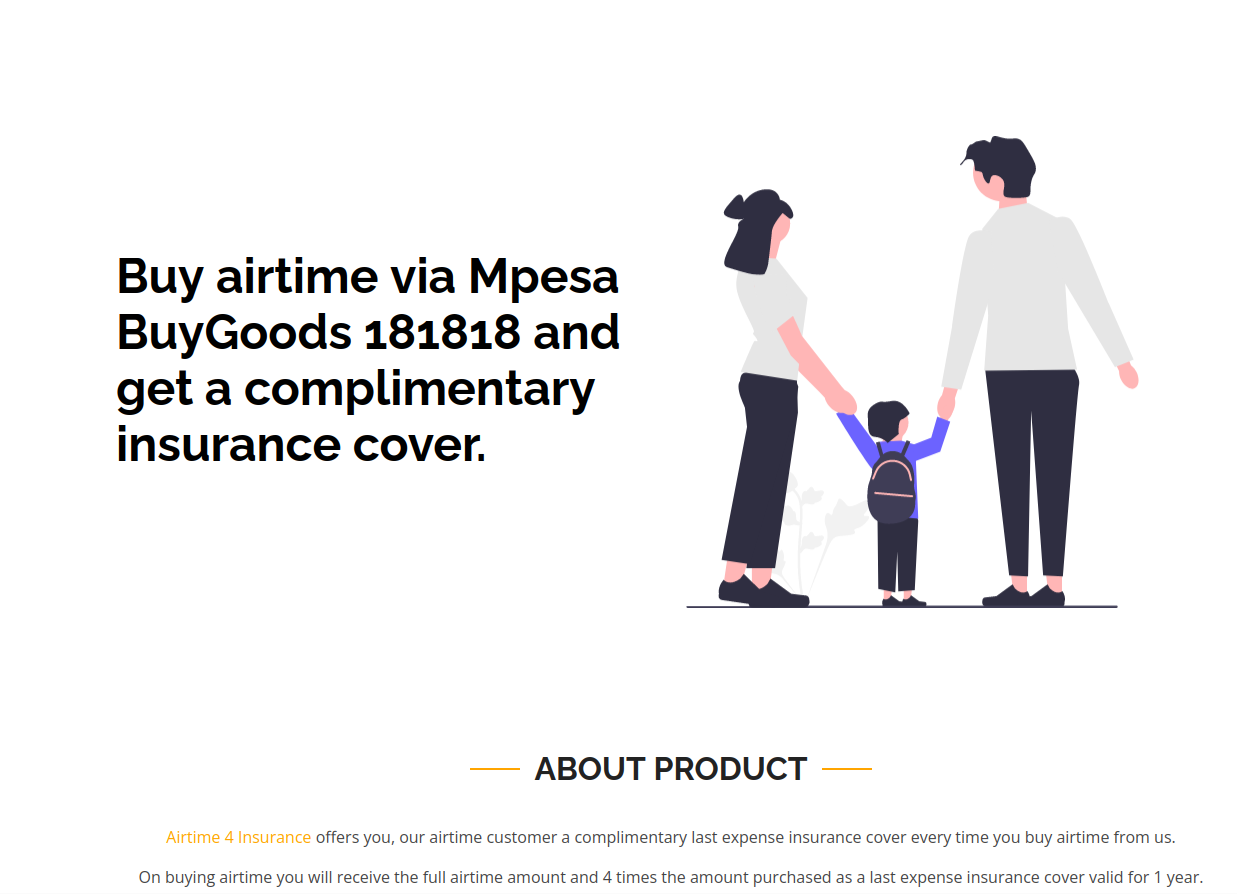 Buy airtime via Mpesa
BuyGoods 181818 and
get a complimentary
insurance cover.
ABOUT PRODUCT
Airtime 4 Insurance offers you, our airtime customer a complimentary last expense insurance cover every time you buy airtime from us.
On buying airtime you will receive the full airtime amount and 4 times the amount purchased as a last expense insurance cover valid for 1 year.